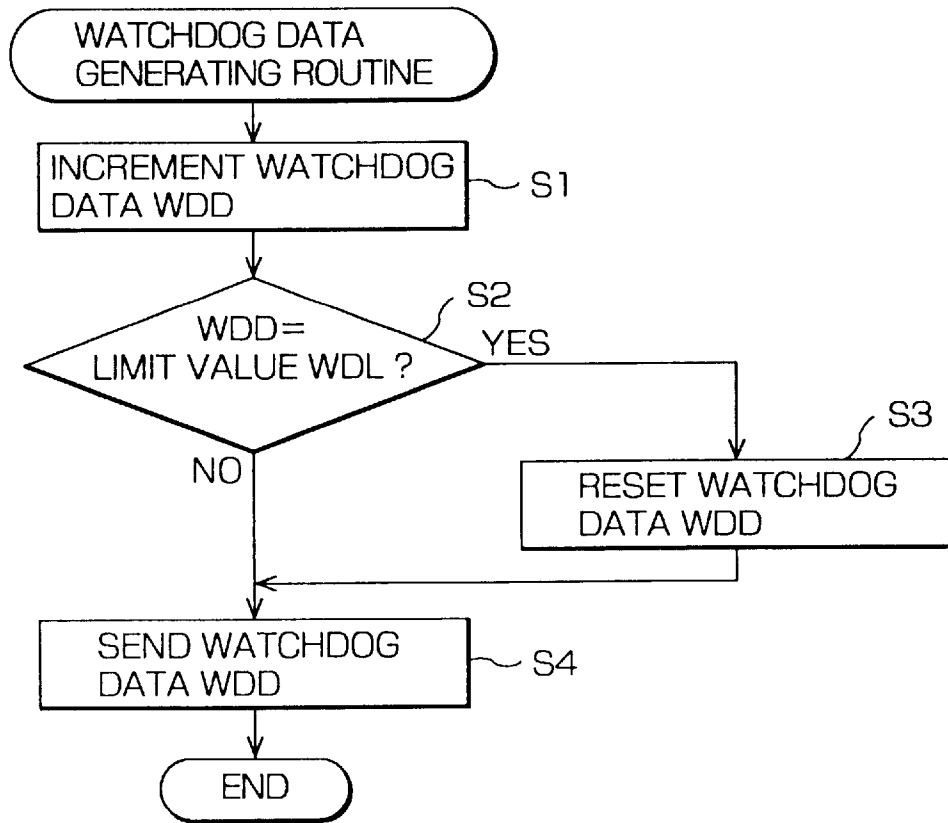 WATCHDOG DATA
GENERATING ROUTINE
INCREMENT WATCHDOG
DATA WDD
S1
S2
WDD=
LIMIT VALUE WDL ?
YES
NO
S3
RESET WATCHDOG
DATA WDD
SEND WATCHDOG
DATA WDD
S4
END